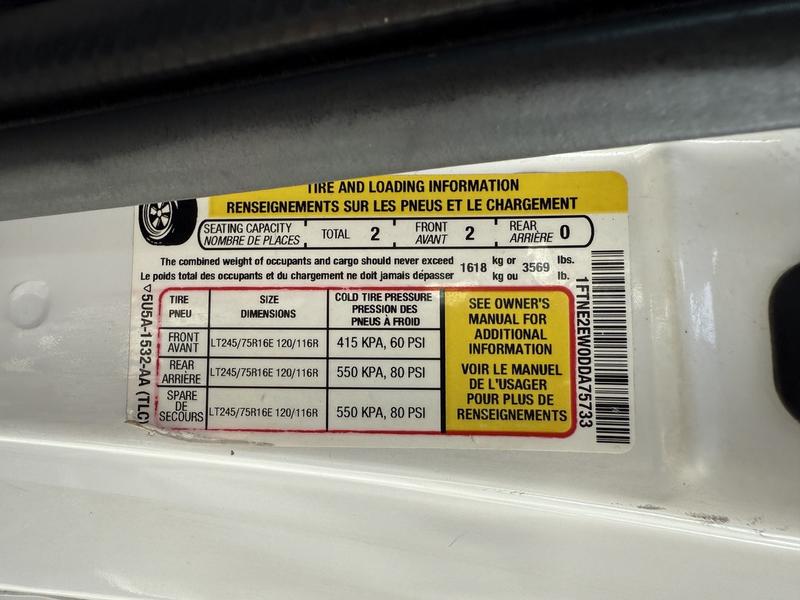 TIRE AND LOADING INFORMATION
RENSEIGNEMENTS SUR LES PNEUS ET LE CHARGEMENT
SEATING CAPACITY
NOMBRE DE PLACES
TOTAL 2
FRONT
AVANT 2
REAR
ARRIÈRE 0
The combined weight of occupants and cargo should never exceed 1618 kg or 3569 lbs.
Le poids total des occupants et du chargement ne doit jamais dépasser kg ou lb.
TIRE
PNEU
SIZE
DIMENSIONS
COLD TIRE PRESSURE
PRESSION DES
PNEUS À FROID
FRONT
AVANT
LT245/75R16E 120/116R
415 KPA, 60 PSI
REAR
ARRIÈRE
LT245/75R16E 120/116R
550 KPA, 80 PSI
SPARE
DE
SECOURS
LT245/75R16E 120/116R
550 KPA, 80 PSI
SEE OWNER'S
MANUAL FOR
ADDITIONAL
INFORMATION
VOIR LE MANUEL
DE L'USAGER
POUR PLUS DE
RENSEIGNEMENTS
5U5A-1532-AA (TLC)
1FTNE2EW0DDA75733